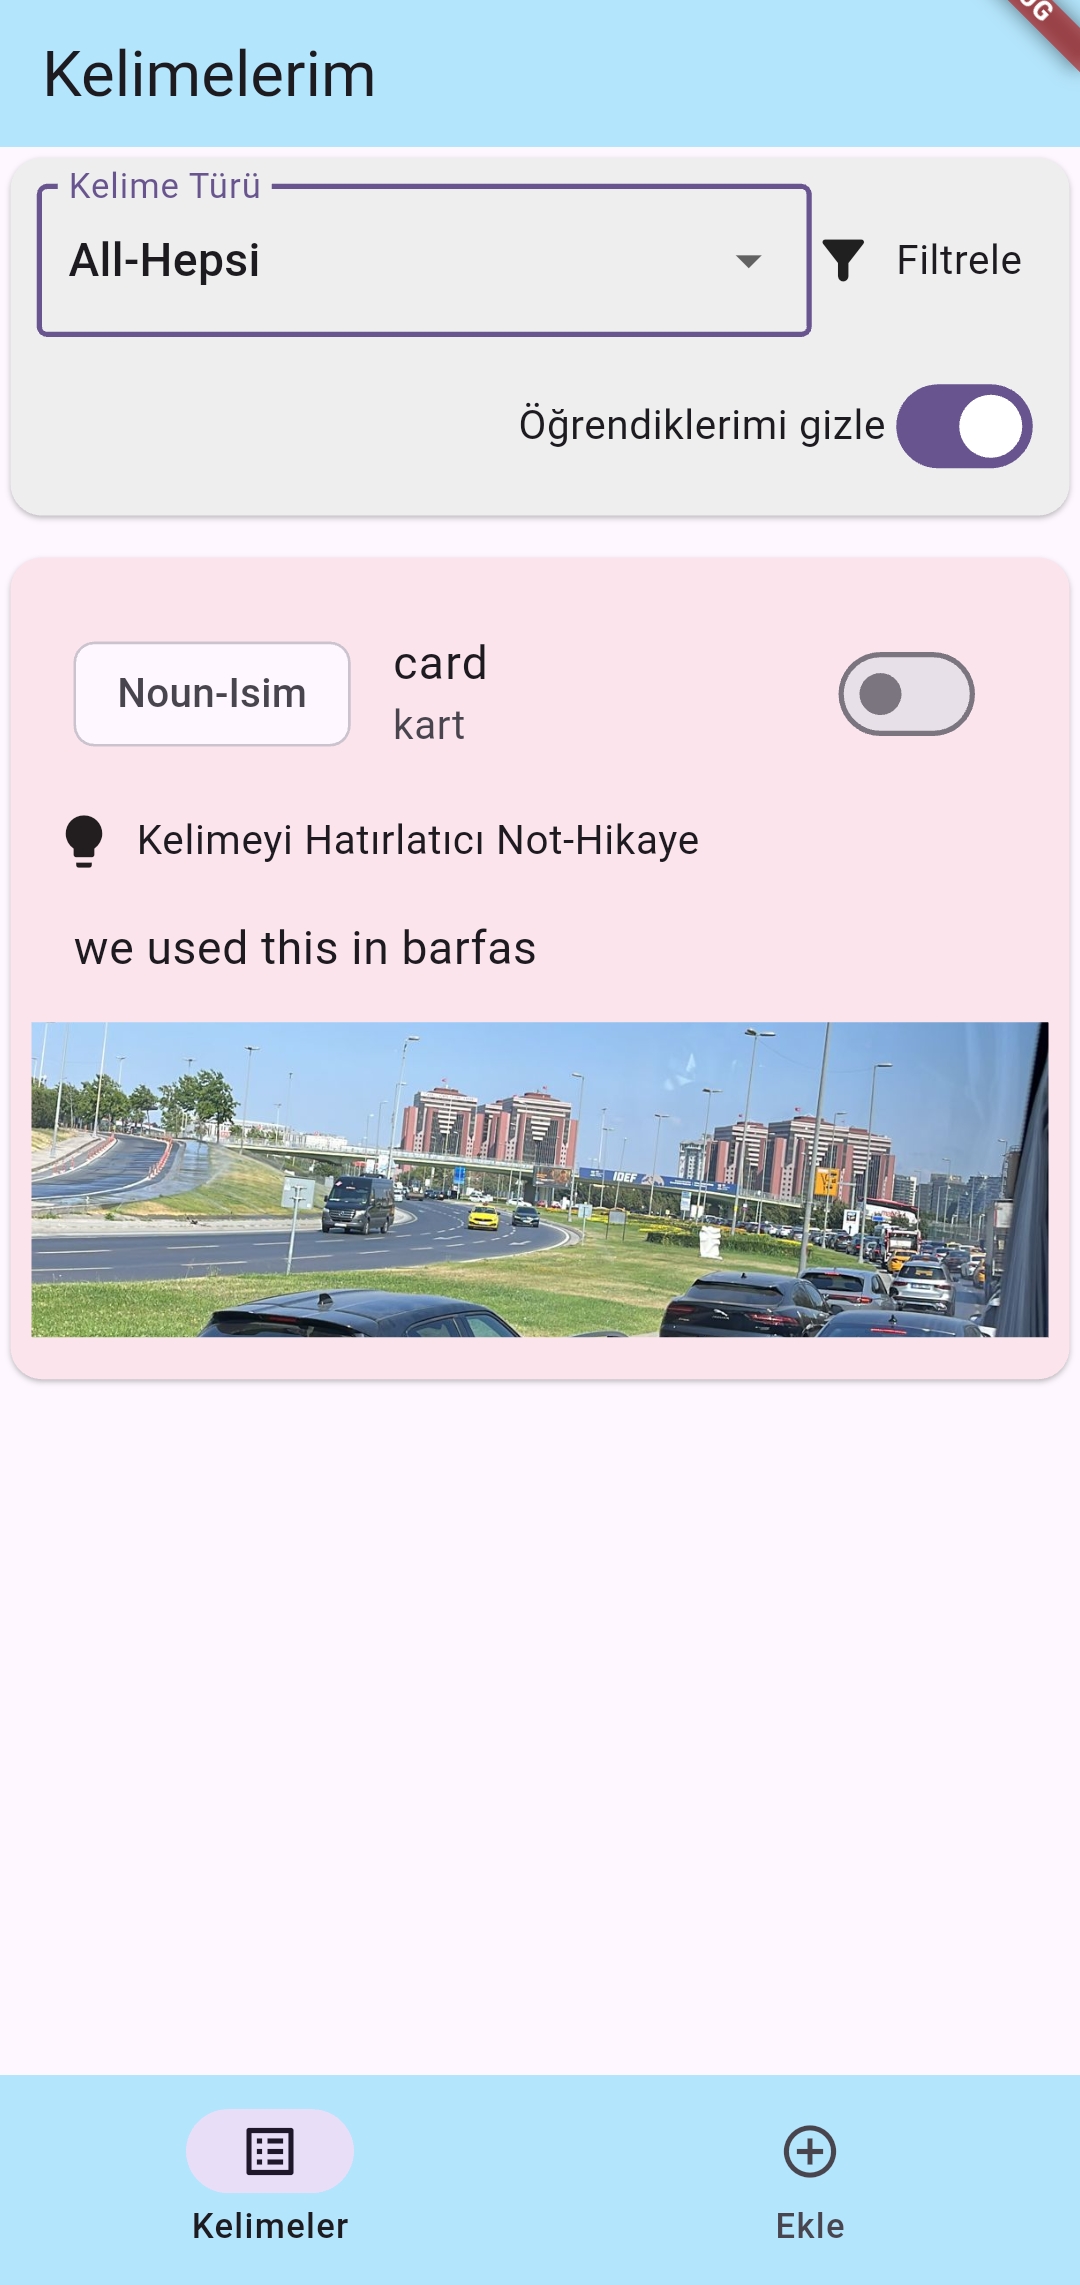 Kelimelerim
Kelime Türü
All-Hepsi
Filtrele
Öğrendiklerimi gizle
Noun-Isim
card
kart
Kelimeyi Hatırlatıcı Not-Hikaye
we used this in barfas
IDEF
Kelimeler
Ekle